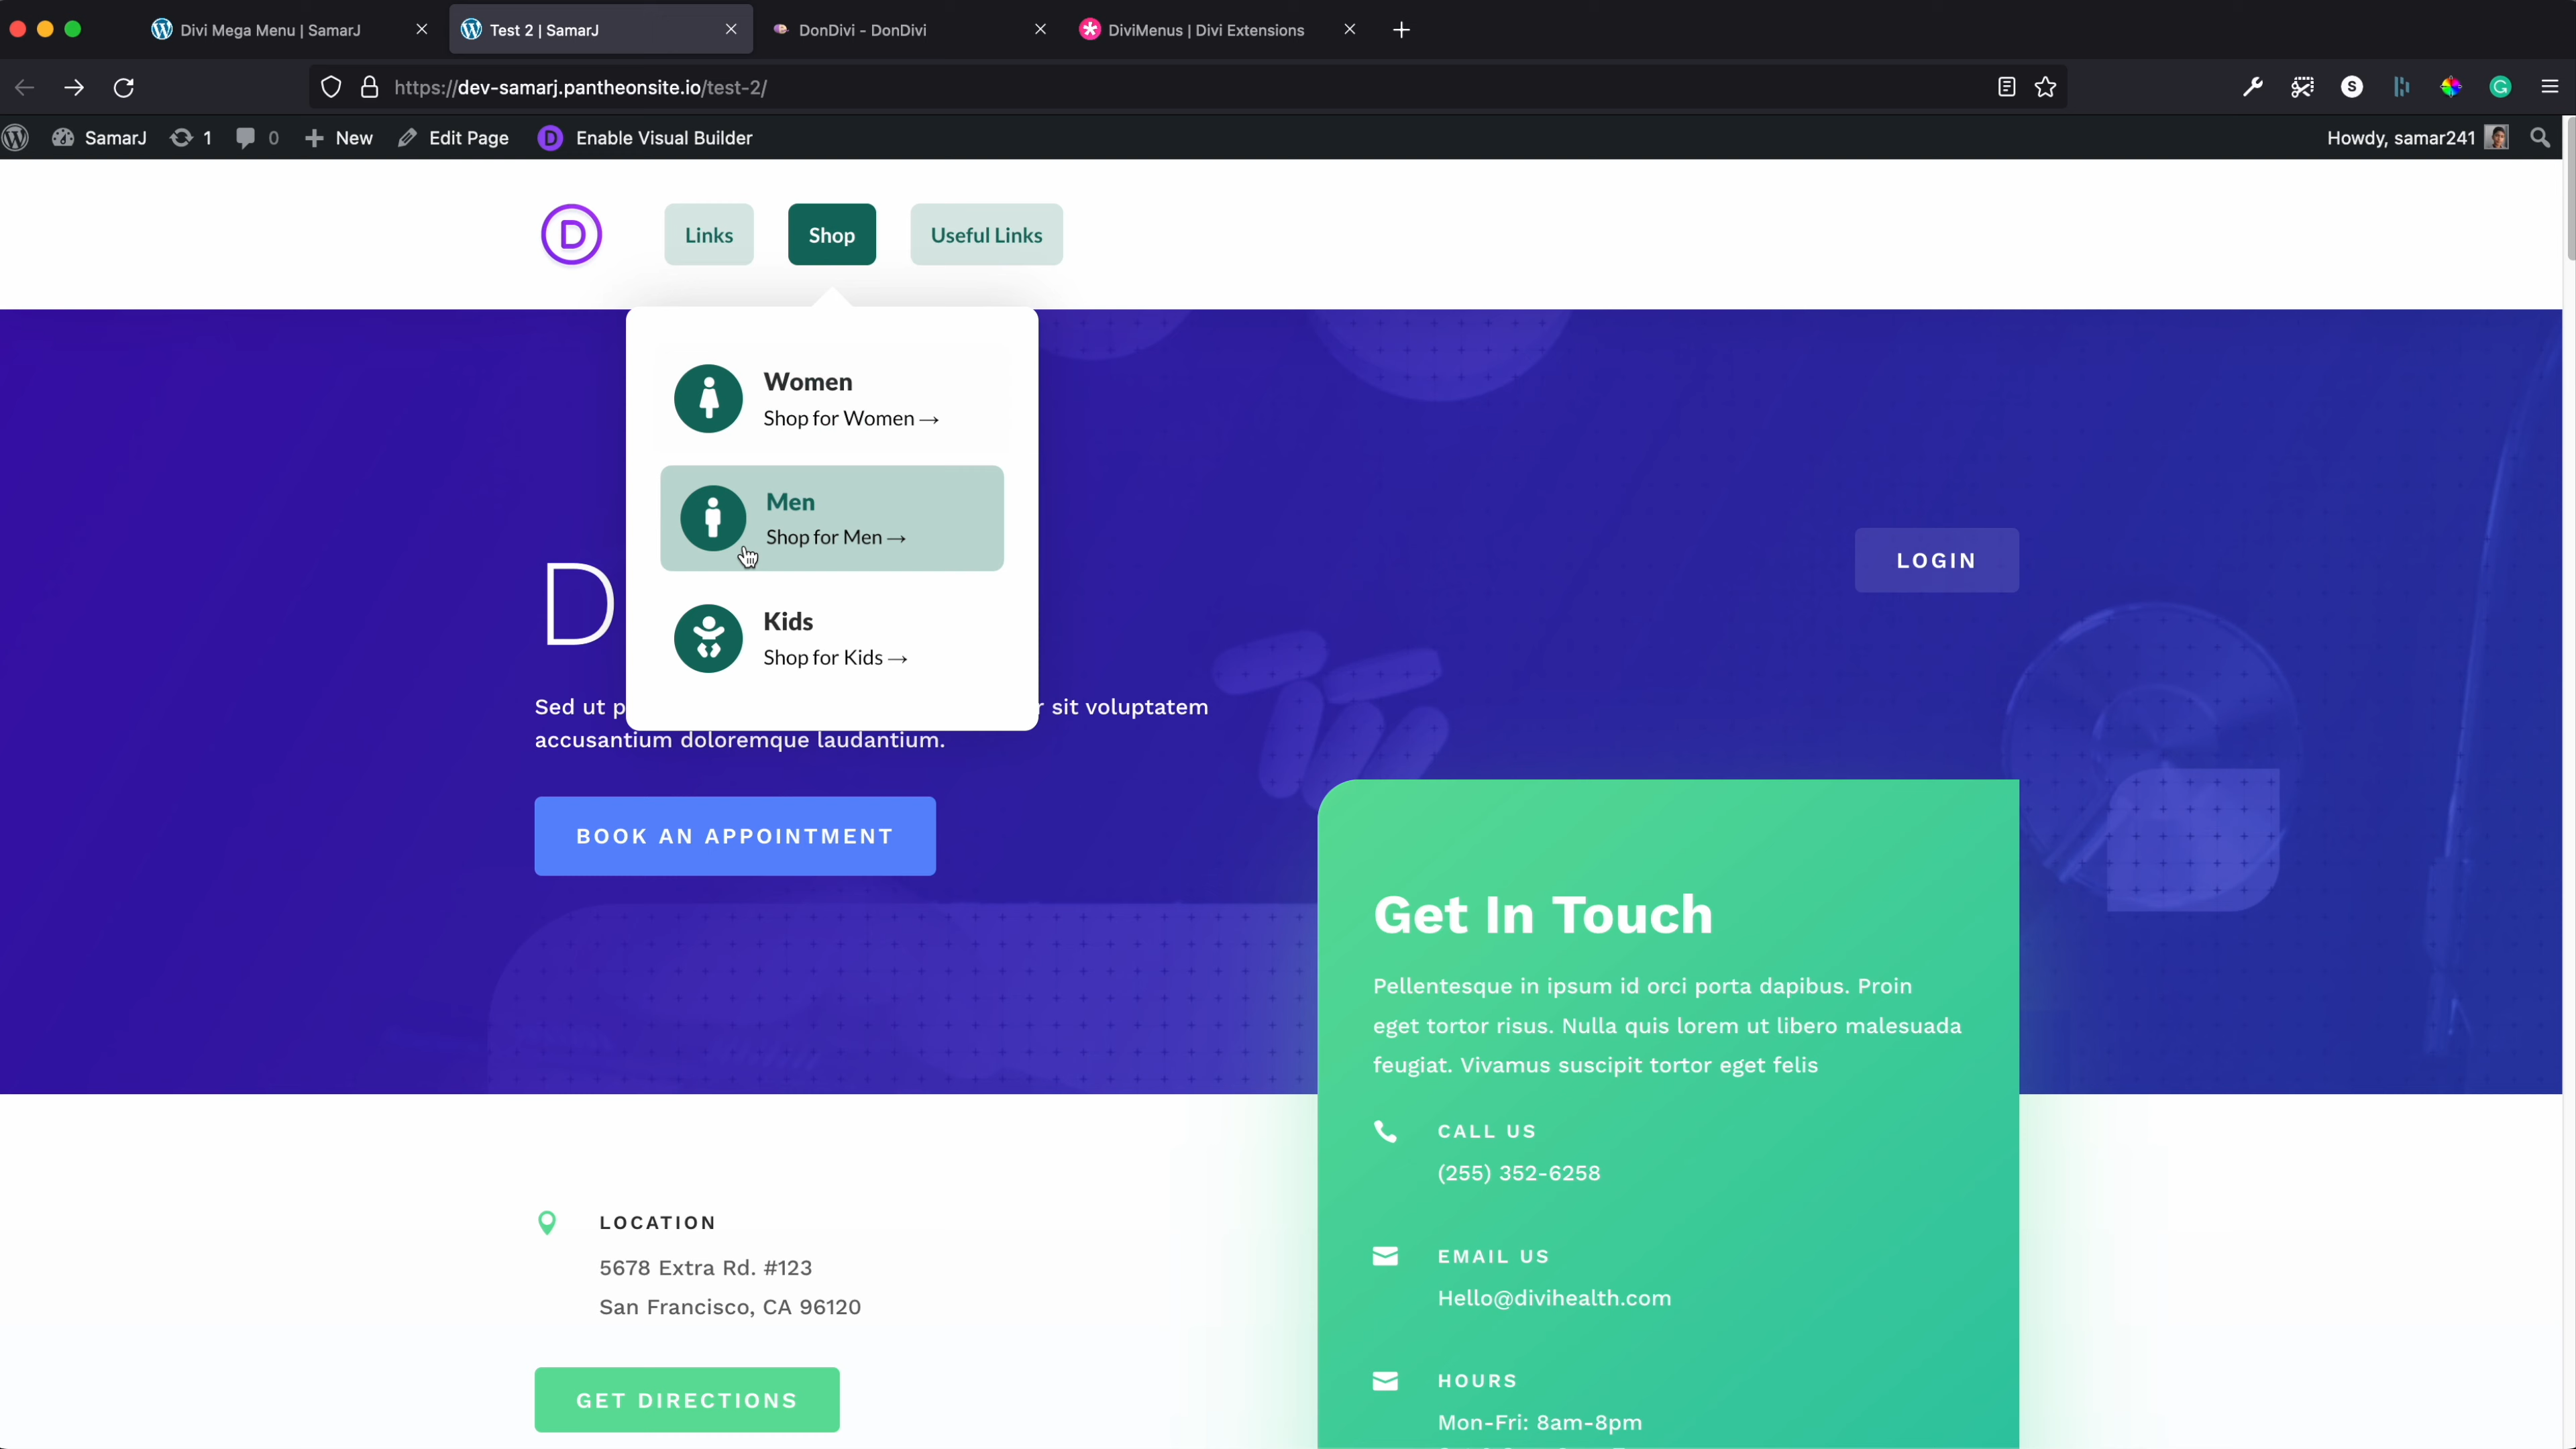 Divi Mega Menu | SamarJ
Test 2 | SamarJ
DonDivi - DonDivi
DiviMenus | Divi Extensions
https://dev-samarj.pantheonsite.io/test-2/
SamarJ
1
0
New
Edit Page
Enable Visual Builder
Howdy, samar241
D
Links
Shop
Useful Links
Women
Shop for Women →
Men
Shop for Men →
Kids
Shop for Kids →
D
LOGIN
Sed ut p
r sit voluptatem
accusantium doloremque laudantium.
BOOK AN APPOINTMENT
Get In Touch
Pellentesque in ipsum id orci porta dapibus. Proin
eget tortor risus. Nulla quis lorem ut libero malesuada
feugiat. Vivamus suscipit tortor eget felis
CALL US
(255) 352-6258
EMAIL US
Hello@divihealth.com
HOURS
Mon-Fri: 8am-8pm
LOCATION
5678 Extra Rd. #123
San Francisco, CA 96120
GET DIRECTIONS